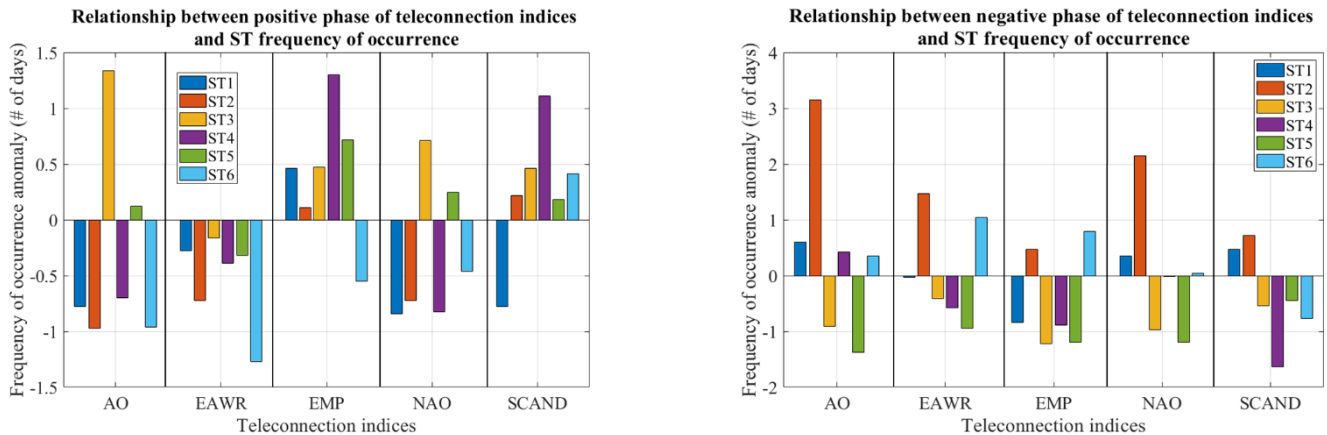 Relationship between positive phase of teleconnection indices
and ST frequency of occurrence
Frequency of occurrence anomaly (# of days)
1.5
1
0.5
0
-0.5
-1
-1.5
ST1
ST2
ST3
ST4
ST5
ST6
AO EAWR EMP NAO SCAND
Teleconnection indices
Relationship between negative phase of teleconnection indices
and ST frequency of occurrence
Frequency of occurrence anomaly (# of days)
4
3
2
1
0
-1
-2
ST1
ST2
ST3
ST4
ST5
ST6
AO EAWR EMP NAO SCAND
Teleconnection indices